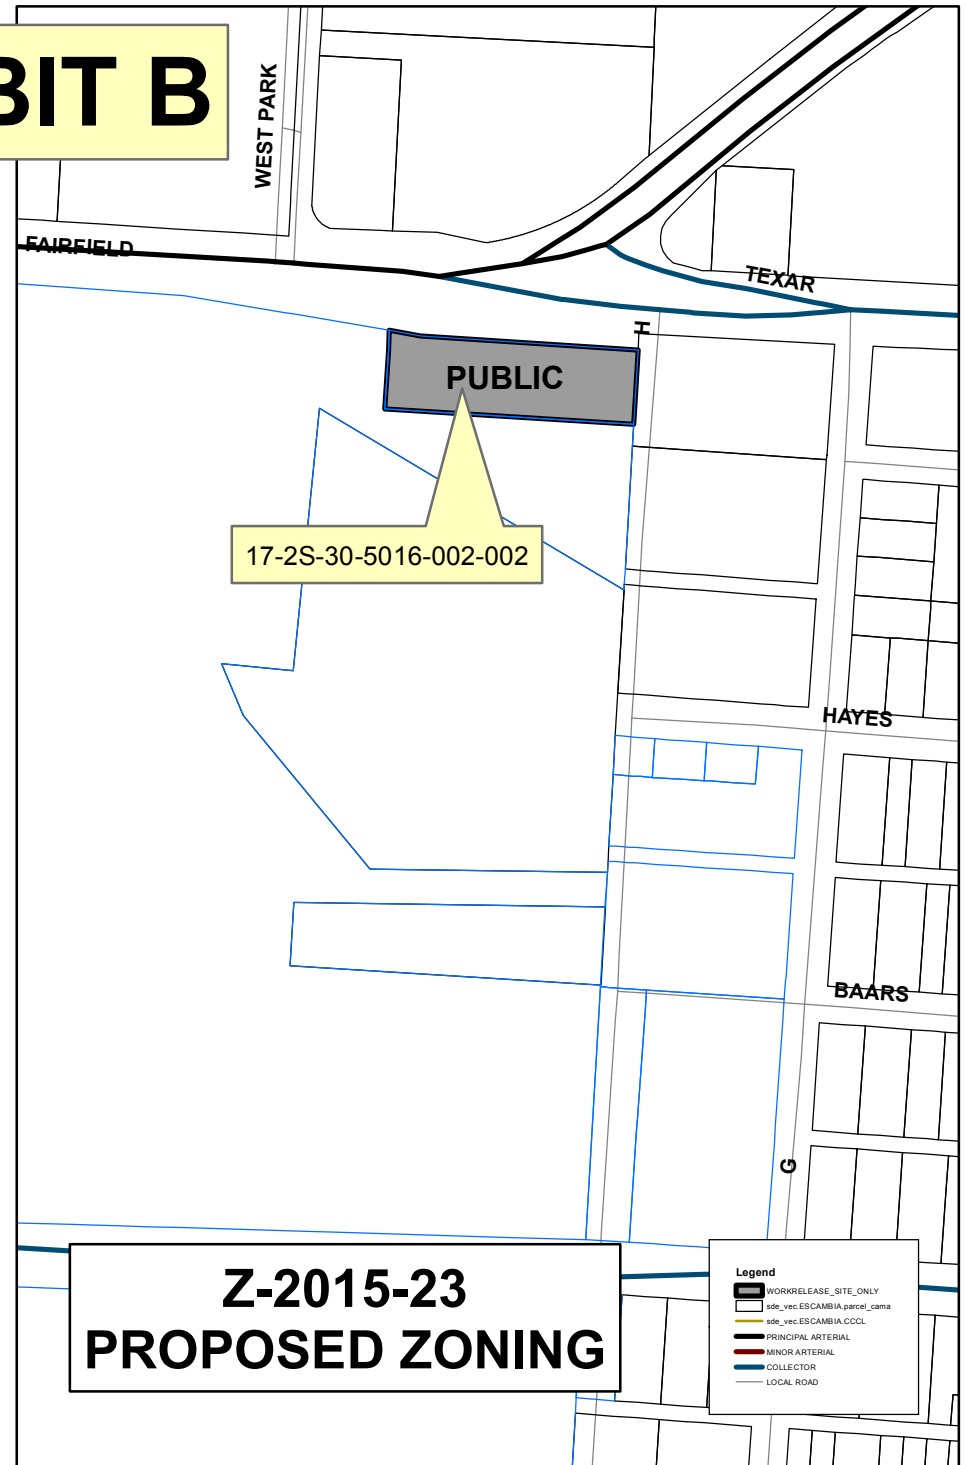 BIT B
WEST PARK
FAIRFIELD
TEXAR
H
PUBLIC
17-2S-30-5016-002-002
HAYES
BAARS
G
Z-2015-23
PROPOSED ZONING
Legend
WORKRELEASE_SITE_ONLY
sde_vec.ESCAMBIA.parcel_cama
sde_vec.ESCAMBIA.CCCL
PRINCIPAL ARTERIAL
MINOR ARTERIAL
COLLECTOR
LOCAL ROAD